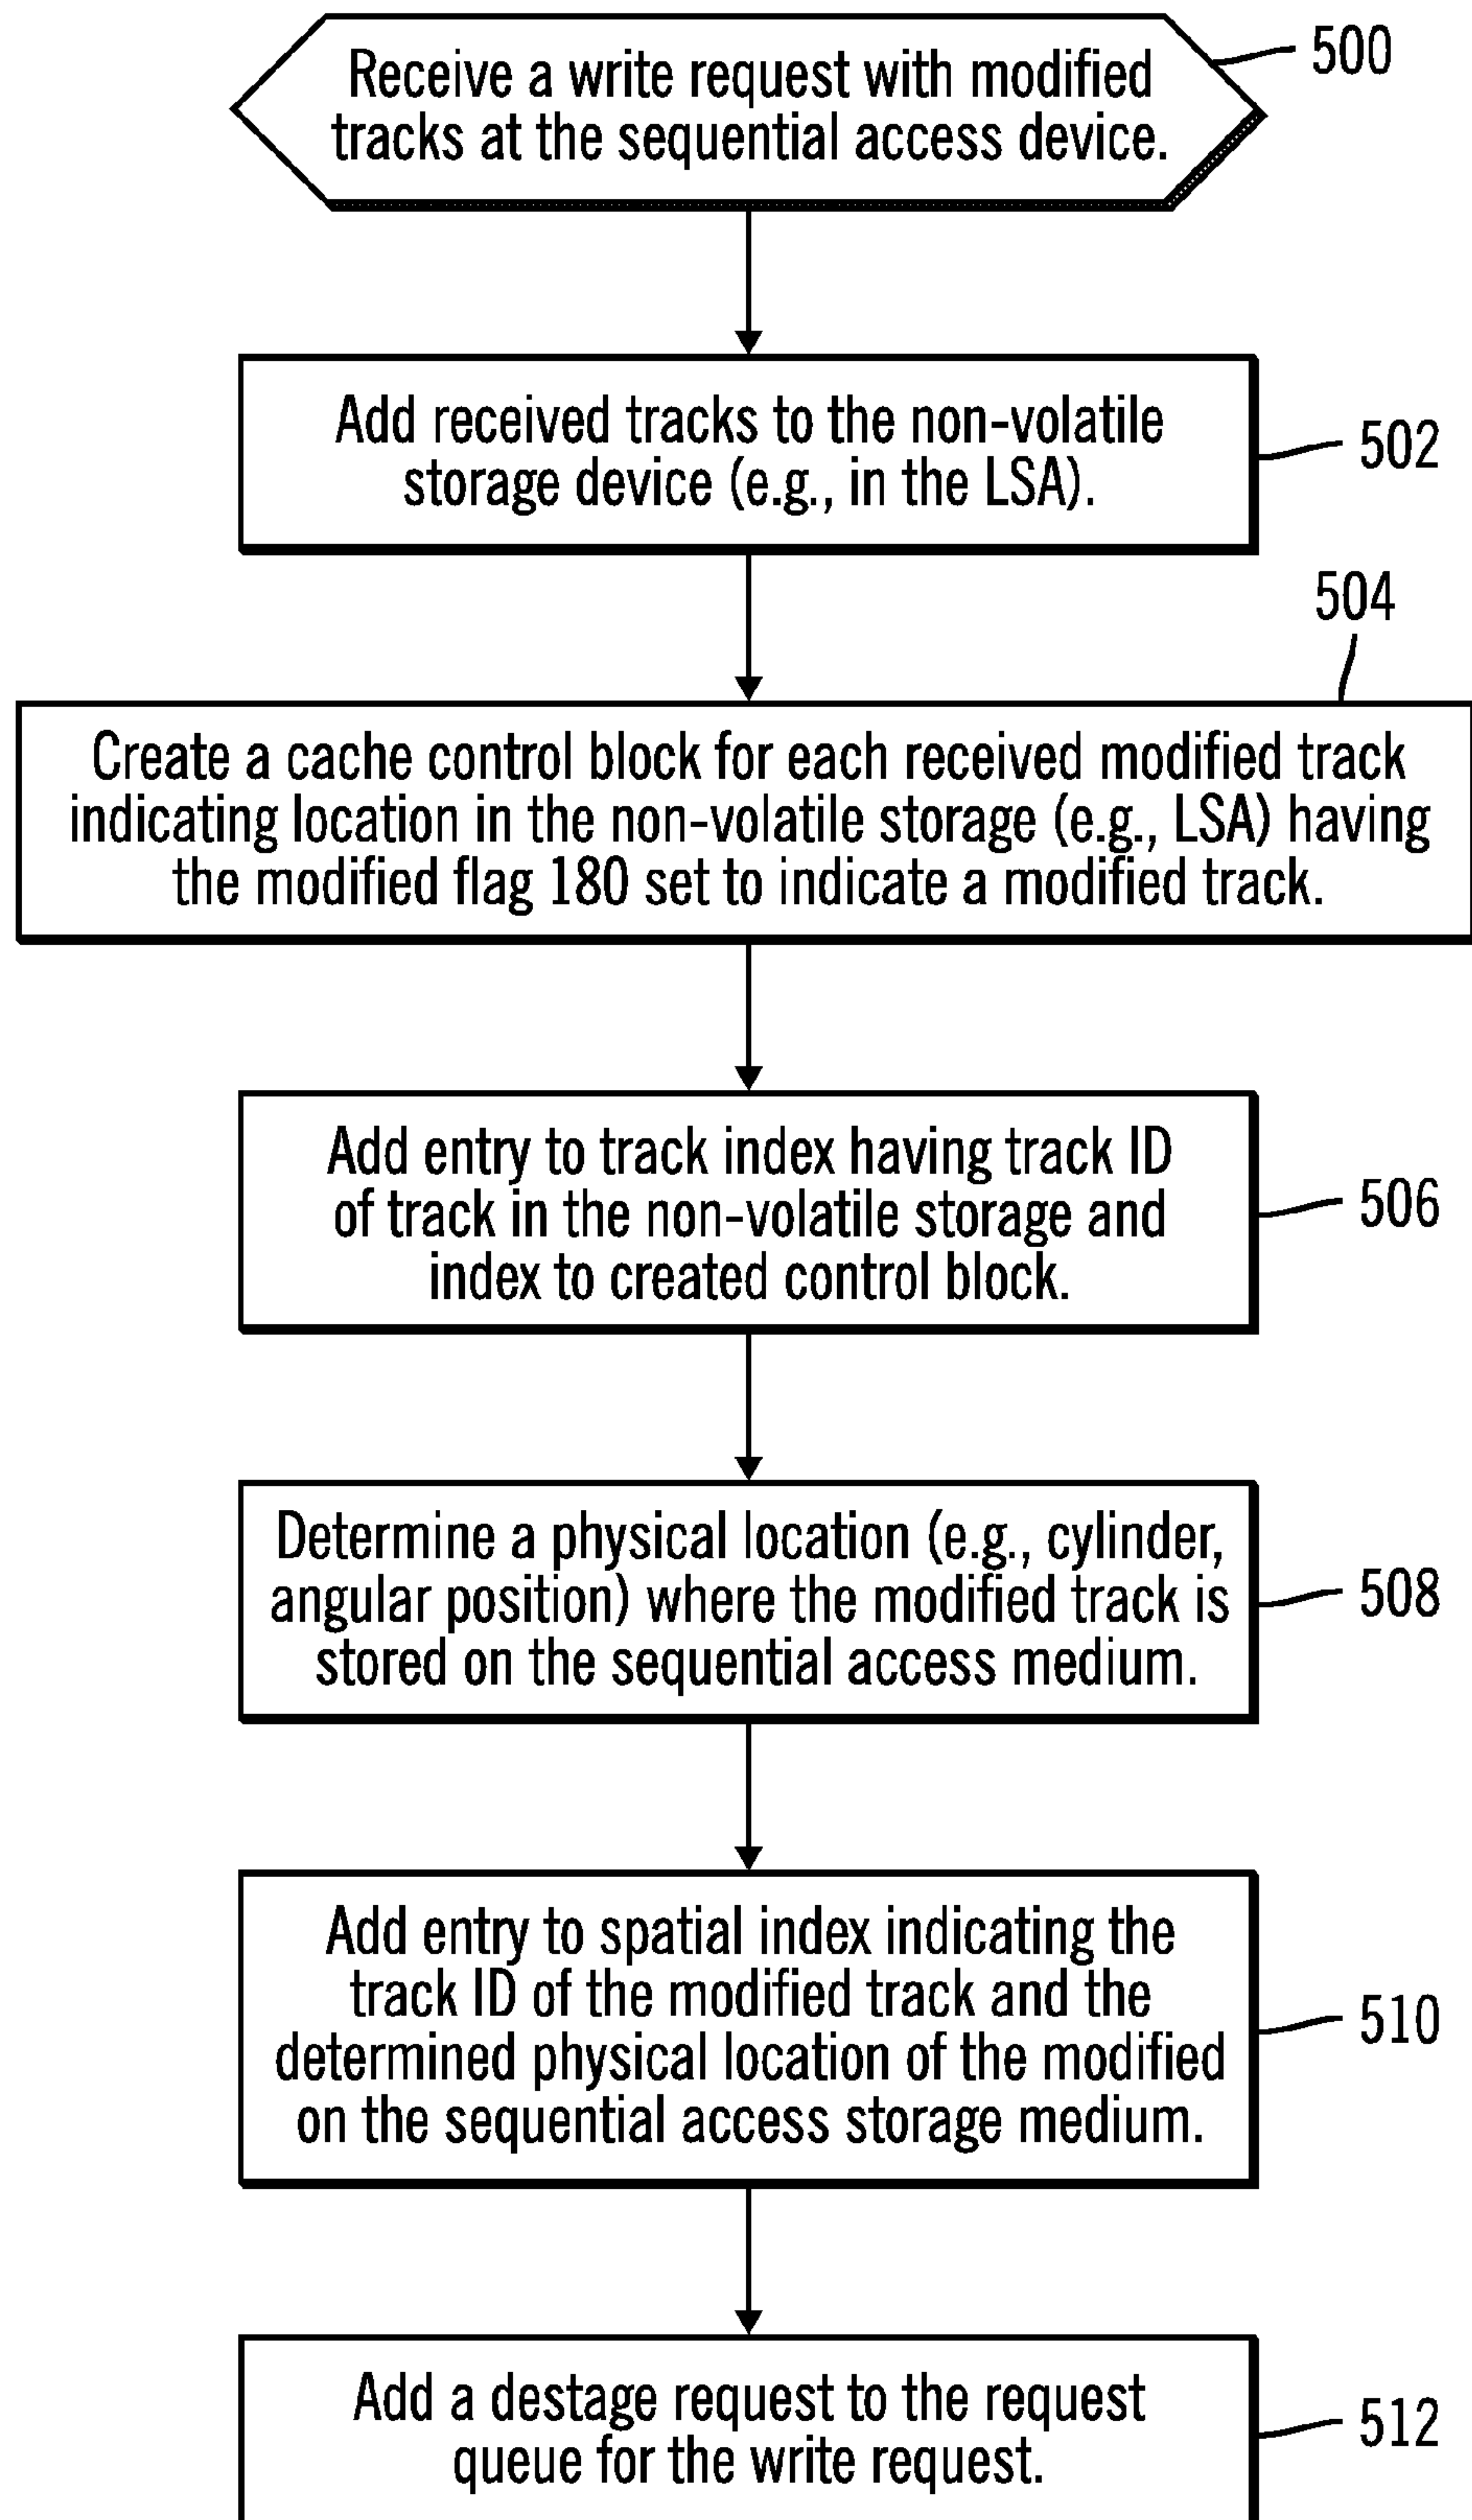 Receive a write request with modified
tracks at the sequential access device.
500
Add received tracks to the non-volatile
storage device (e.g., in the LSA).
502
504
Create a cache control block for each received modified track
indicating location in the non-volatile storage (e.g., LSA) having
the modified flag 180 set to indicate a modified track.
Add entry to track index having track ID
of track in the non-volatile storage and
index to created control block.
506
Determine a physical location (e.g., cylinder,
angular position) where the modified track is
stored on the sequential access medium.
508
Add entry to spatial index indicating the
track ID of the modified track and the
determined physical location of the modified
on the sequential access storage medium.
510
Add a destage request to the request
queue for the write request.
512